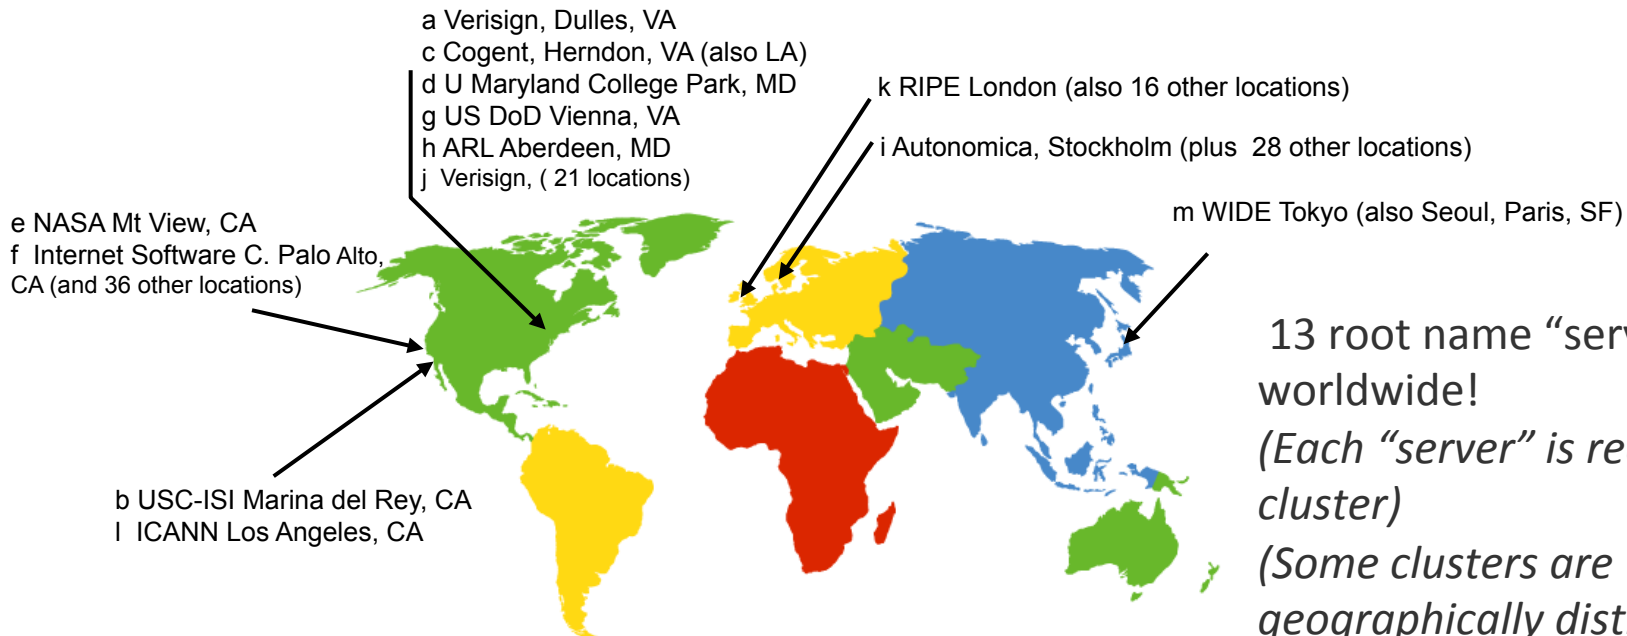 a Verisign, Dulles, VA
c Cogent, Herndon, VA (also LA)
d U Maryland College Park, MD
g US DoD Vienna, VA
h ARL Aberdeen, MD
j Verisign, ( 21 locations)
k RIPE London (also 16 other locations)
i Autonomica, Stockholm (plus 28 other locations)
m WIDE Tokyo (also Seoul, Paris, SF)
e NASA Mt View, CA
f Internet Software C. Palo Alto,
CA (and 36 other locations)
b USC-ISI Marina del Rey, CA
l ICANN Los Angeles, CA
13 root name “serv
worldwide!
(Each “server” is re
cluster)
(Some clusters are
geographically dist